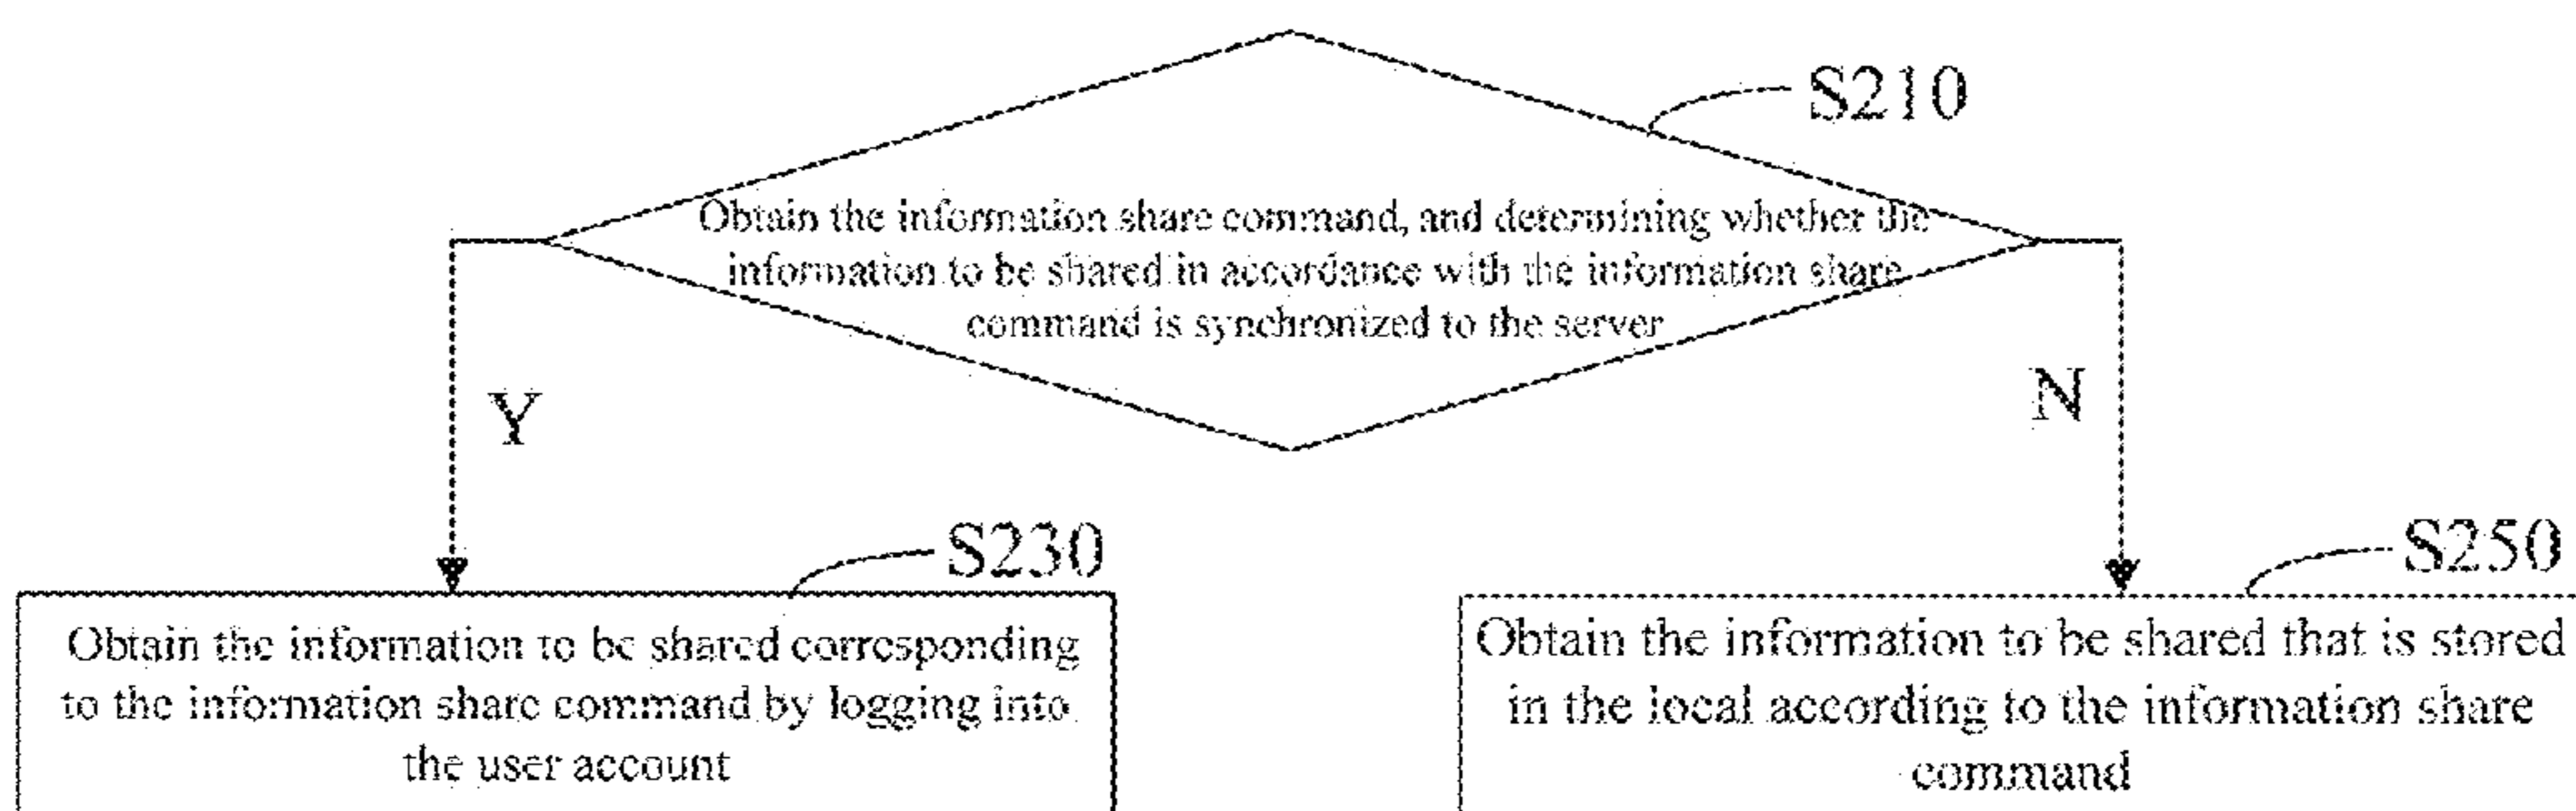 S210
Obtain the information share command, and determining whether the
information to be shared in accordance with the information share
command is synchronized to the server
Y
N
S230
S250
Obtain the information to be shared corresponding
to the information share command by logging into
the user account
Obtain the information to be shared that is stored
in the local according to the information share
command